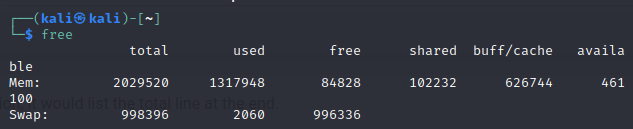 ┌──(kali㉿kali)-[~]
└─$ free
total used free shared buff/cache availa
ble
Mem: 2029520 1317948 84828 102232 626744 461
100
would list the total line at the end.
Swap: 998396 2060 996336